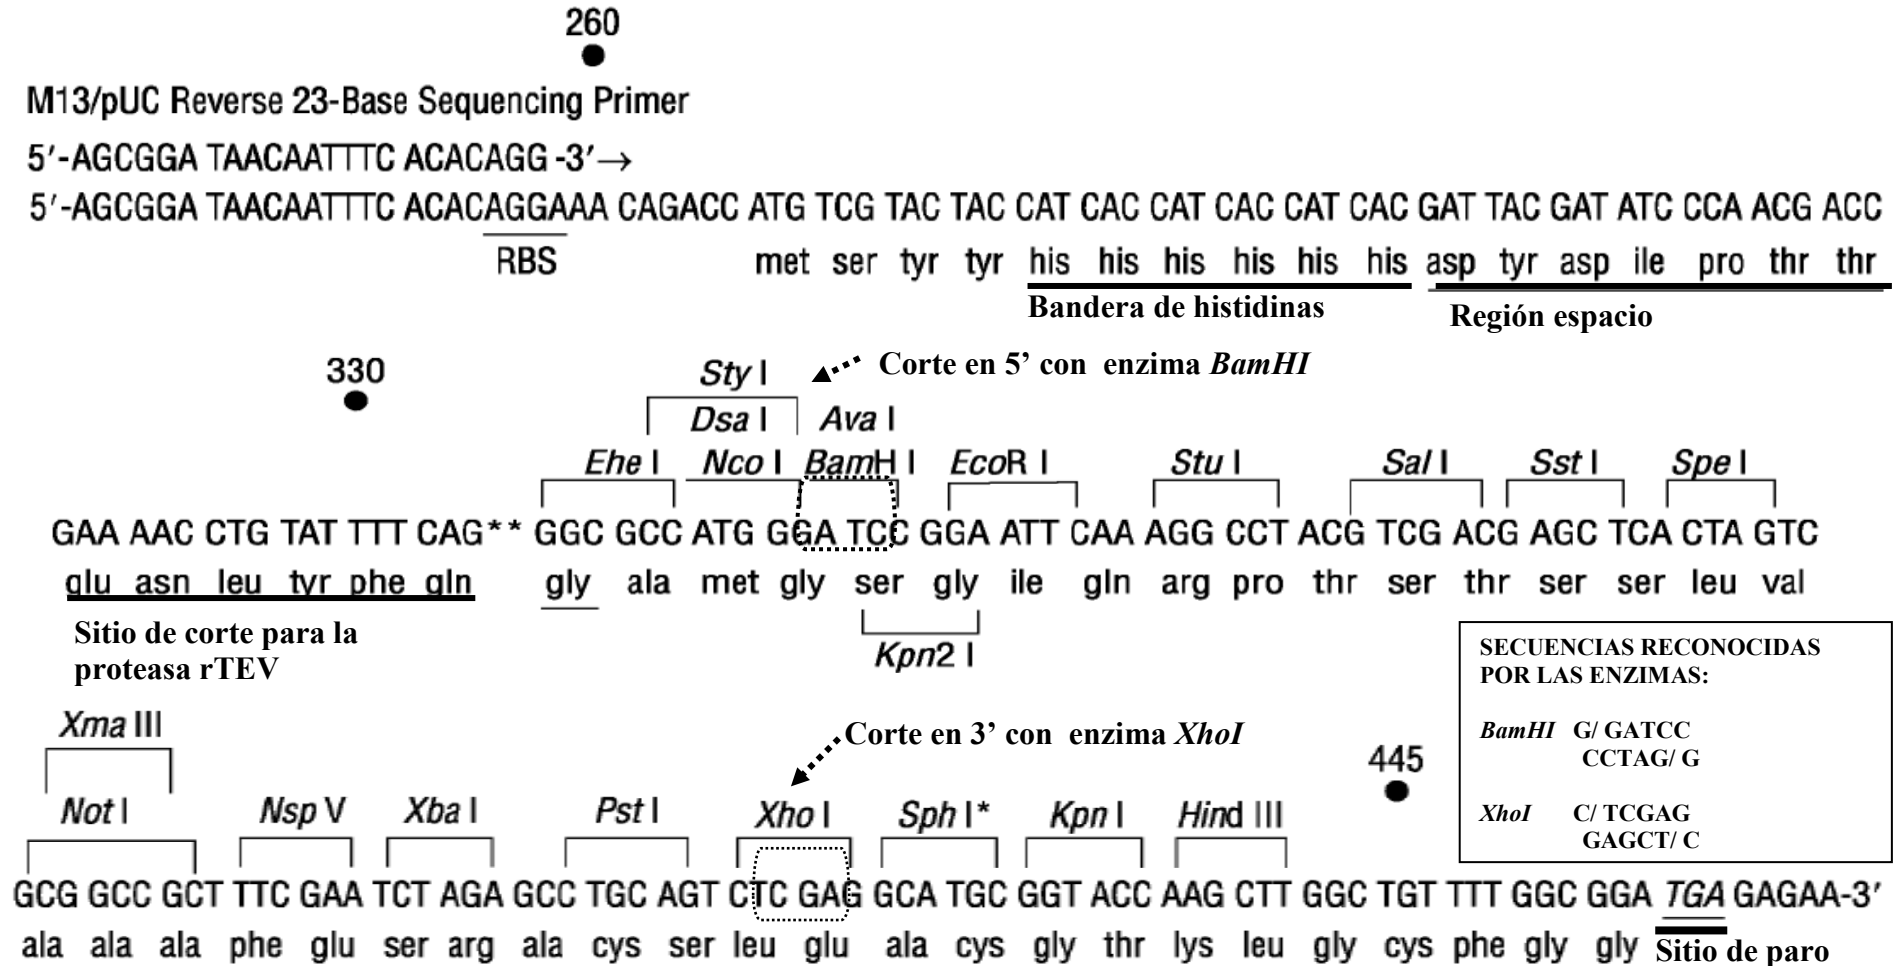 260
M13/pUC Reverse 23-Base Sequencing Primer
5′-AGCGGA TAACAATTTC ACACAGG -3′→
5′-AGCGGA TAACAATTTC ACACAGGAAA CAGACC ATG TCG TAC TAC CAT CAC CAT CAC CAT CAC GAT TAC GAT ATC CCA ACG ACC
RBS met ser tyr tyr his his his his his his asp tyr asp ile pro thr thr
Bandera de histidinas Región espacio
330 Sty I Corte en 5’ con enzima BamHI
Dsa I Ava I
Ehe I Nco I BamH I EcoR I Stu I Sal I Sst I Spe I
GAA AAC CTG TAT TTT CAG** GGC GCC ATG GGA TCC GGA ATT CAA AGG CCT ACG TCG ACG AGC TCA CTA GTC
glu asn leu tyr phe gln gly ala met gly ser gly ile gln arg pro thr ser thr ser ser leu val
Sitio de corte para la
proteasa rTEV
Kpn2 I
SECUENCIAS RECONOCIDAS
POR LAS ENZIMAS:
BamHI G/ GATCC
CCTAG/ G
XhoI C/ TCGAG
GAGCT/ C
Xma III Corte en 3’ con enzima XhoI
445
Not I Nsp V Xba I Pst I Xho I Sph I* Kpn I Hind III
GCG GCC GCT TTC GAA TCT AGA GCC TGC AGT CTC GAG GCA TGC GGT ACC AAG CTT GGC TGT TTT GGC GGA TGA GAGAA-3′
ala ala ala phe glu ser arg ala cys ser leu glu ala cys gly thr lys leu gly cys phe gly gly Sitio de paro